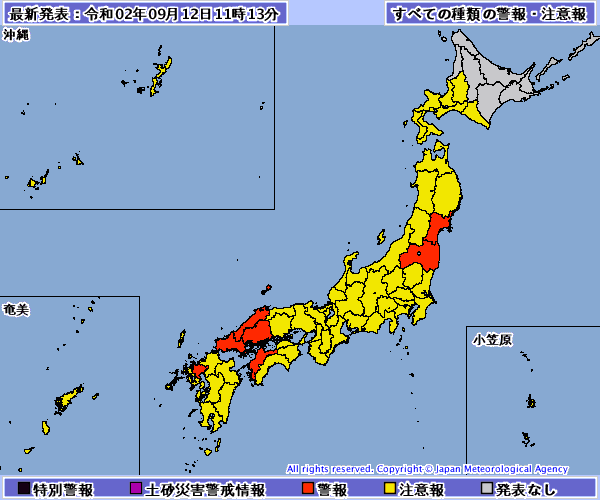 最新発表:令和02年09月12日11時13分
すべての種類の警報・注意報
沖縄
奄美
小笠原
All rights reserved. Copyright © Japan Meteorological Agency
特別警報 土砂災害警戒情報 警報 注意報 発表なし